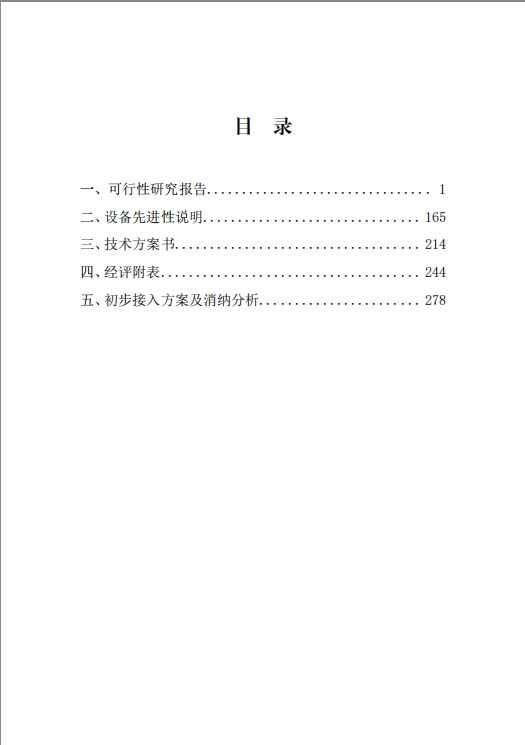 目 录
一、可行性研究报告................................ 1
二、设备先进性说明............................... 165
三、技术方案书................................... 214
四、经评附表..................................... 244
五、初步接入方案及消纳分析....................... 278